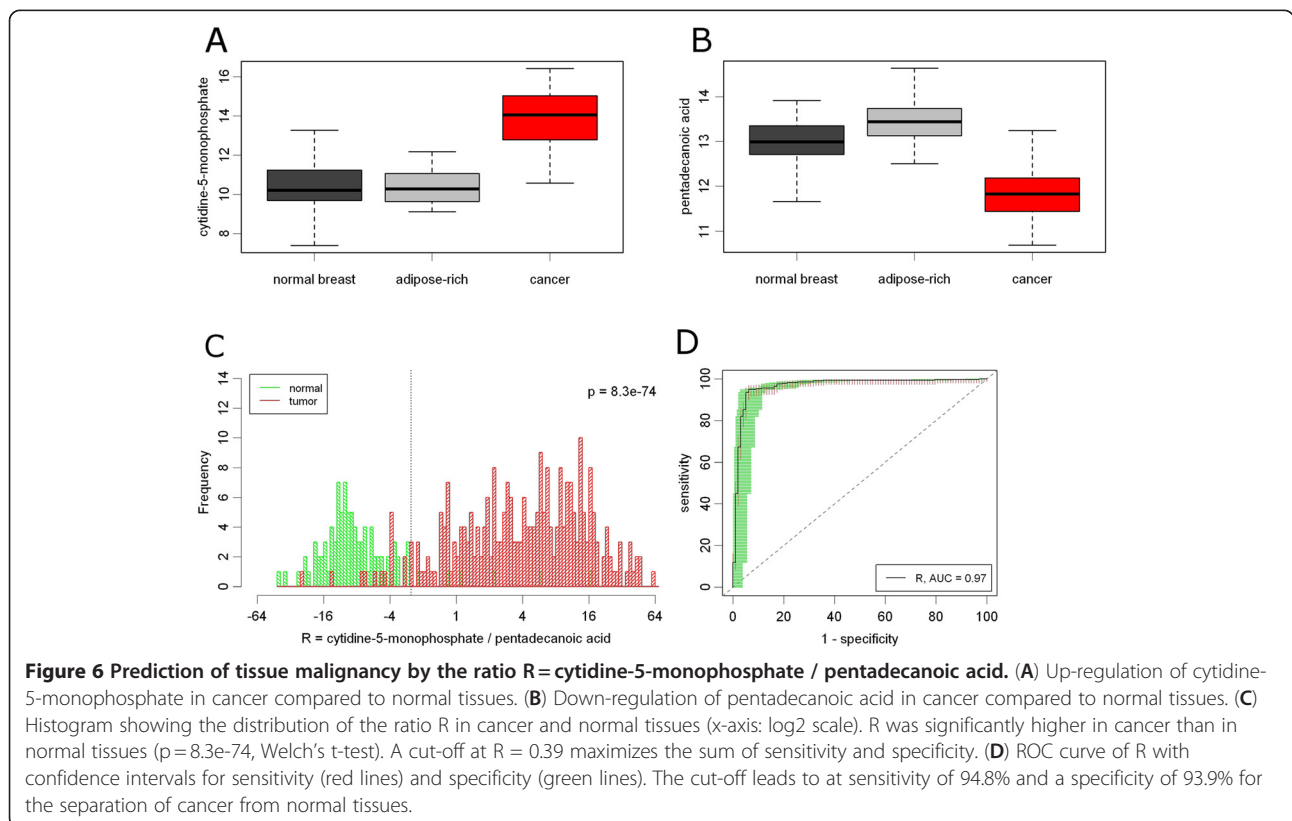 A
cytidine-5-monophosphate
16
14
12
10
8
normal breast
adipose-rich
cancer
B
pentadecanoic acid
14
13
12
11
normal breast
adipose-rich
cancer
C
Frequency
14
12
10
8
6
4
2
0
normal
tumor
p = 8.3e-74
-64
-16
-4
1
4
16
64
R = cytidine-5-monophosphate / pentadecanoic acid
D
sensitivity
100
80
60
40
20
0
R, AUC = 0.97
0
20
40
60
80
100
1 - specificity
Figure 6 Prediction of tissue malignancy by the ratio R = cytidine-5-monophosphate / pentadecanoic acid. (A) Up-regulation of cytidine-
5-monophosphate in cancer compared to normal tissues. (B) Down-regulation of pentadecanoic acid in cancer compared to normal tissues. (C)
Histogram showing the distribution of the ratio R in cancer and normal tissues (x-axis: log2 scale). R was significantly higher in cancer than in
normal tissues (p = 8.3e-74, Welch's t-test). A cut-off at R = 0.39 maximizes the sum of sensitivity and specificity. (D) ROC curve of R with
confidence intervals for sensitivity (red lines) and specificity (green lines). The cut-off leads to at sensitivity of 94.8% and a specificity of 93.9% for
the separation of cancer from normal tissues.